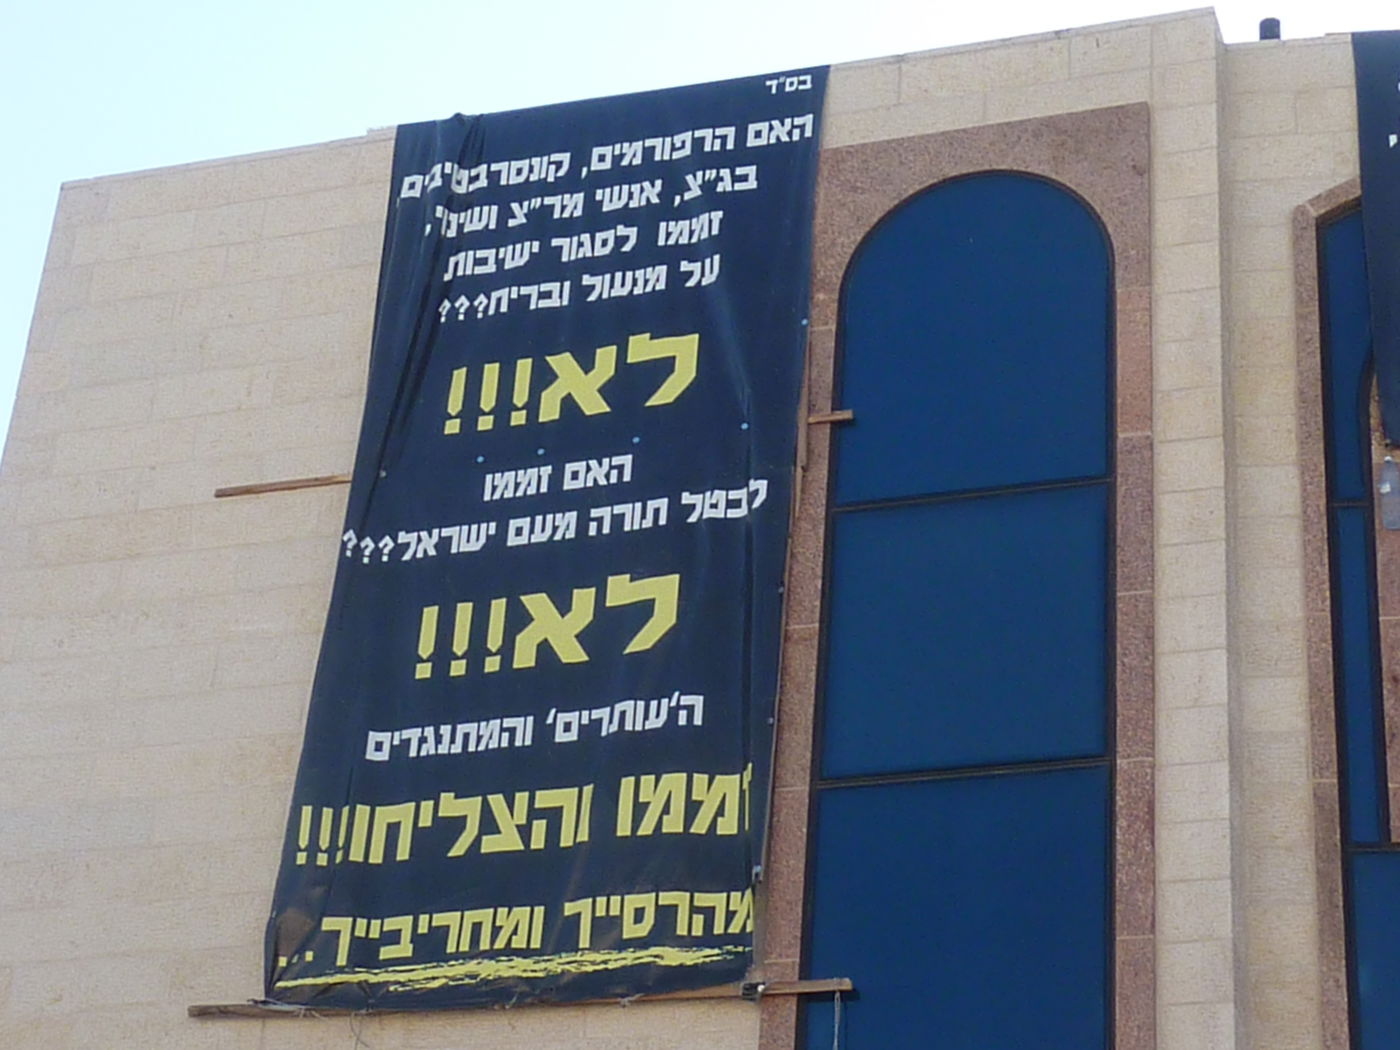 בס״ד
האם הרפורמים, קונסרבטיבים,
בג״צ, אנשי מר״צ ושינוי,
זממו לסגור ישיבות
על מנעול ובריח???
לא!!!
האם זממו
לבטל תורה מעם ישראל???
לא!!!
ה'עותרים' והמתנגדים
זממו והצליחו!!!
מהרסייך ומחריבייך...